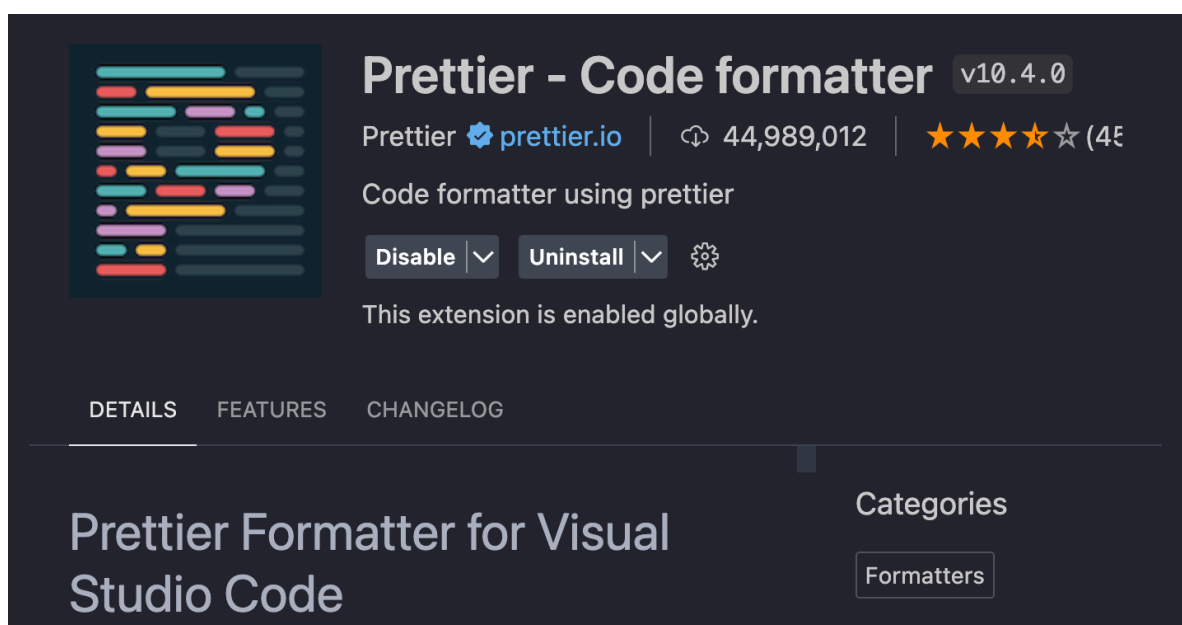 Prettier - Code formatter v10.4.0
Prettier prettier.io 44,989,012 (45
Code formatter using prettier
Disable Uninstall
This extension is enabled globally.
DETAILS FEATURES CHANGELOG
Prettier Formatter for Visual
Studio Code
Categories
Formatters